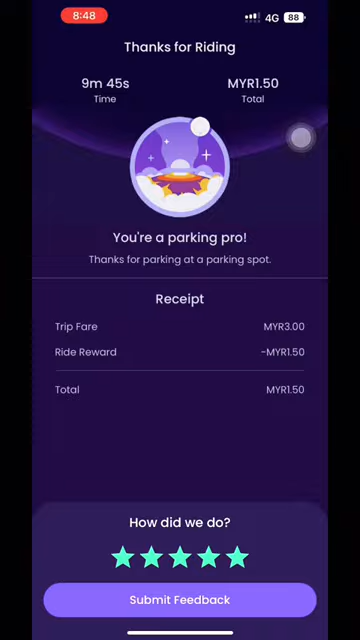 8:48
4G 88
Thanks for Riding
9m 45s MYR1.50
Time Total
You're a parking pro!
Thanks for parking at a parking spot.
Receipt
Trip Fare MYR3.00
Ride Reward -MYR1.50
Total MYR1.50
How did we do?
Submit Feedback